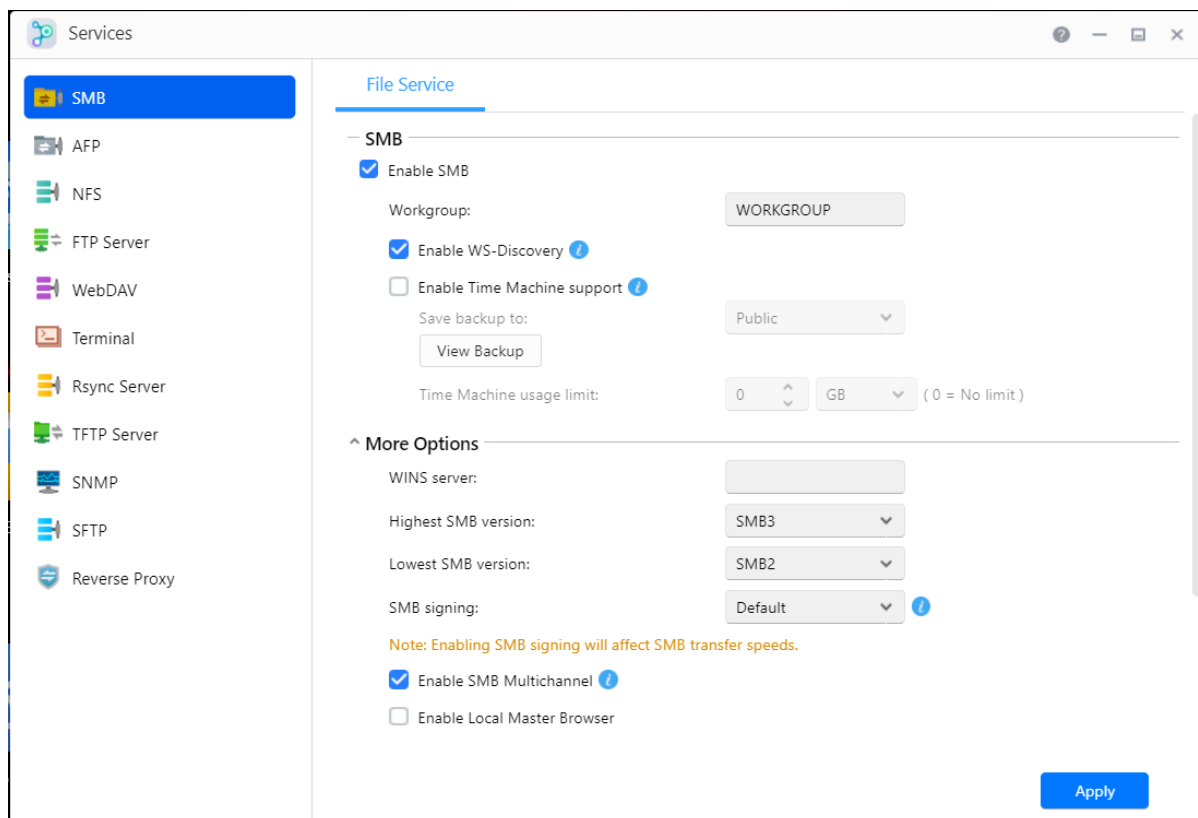 Services
SMB
AFP
NFS
FTP Server
WebDAV
Terminal
Rsync Server
TFTP Server
SNMP
SFTP
Reverse Proxy
File Service
SMB
Enable SMB
Workgroup: WORKGROUP
Enable WS-Discovery
Enable Time Machine support
Save backup to: Public
View Backup
Time Machine usage limit: 0 GB ( 0 = No limit )
More Options
WINS server:
Highest SMB version: SMB3
Lowest SMB version: SMB2
SMB signing: Default
Note: Enabling SMB signing will affect SMB transfer speeds.
Enable SMB Multichannel
Enable Local Master Browser
Apply